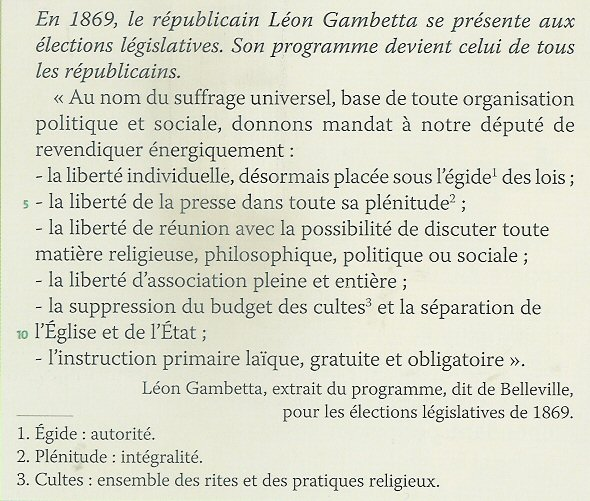 En 1869, le républicain Léon Gambetta se présente aux
élections législatives. Son programme devient celui de tous
les républicains.
« Au nom du suffrage universel, base de toute organisation
politique et sociale, donnons mandat à notre député de
revendiquer énergiquement :
- la liberté individuelle, désormais placée sous l'égide¹ des lois ;
5 - la liberté de la presse dans toute sa plénitude² ;
- la liberté de réunion avec la possibilité de discuter toute
matière religieuse, philosophique, politique ou sociale ;
- la liberté d'association pleine et entière ;
- la suppression du budget des cultes³ et la séparation de
10 l'Église et de l'État ;
- l'instruction primaire laïque, gratuite et obligatoire ».
Léon Gambetta, extrait du programme, dit de Belleville,
pour les élections législatives de 1869.
1. Égide : autorité.
2. Plénitude : intégralité.
3. Cultes : ensemble des rites et des pratiques religieux.